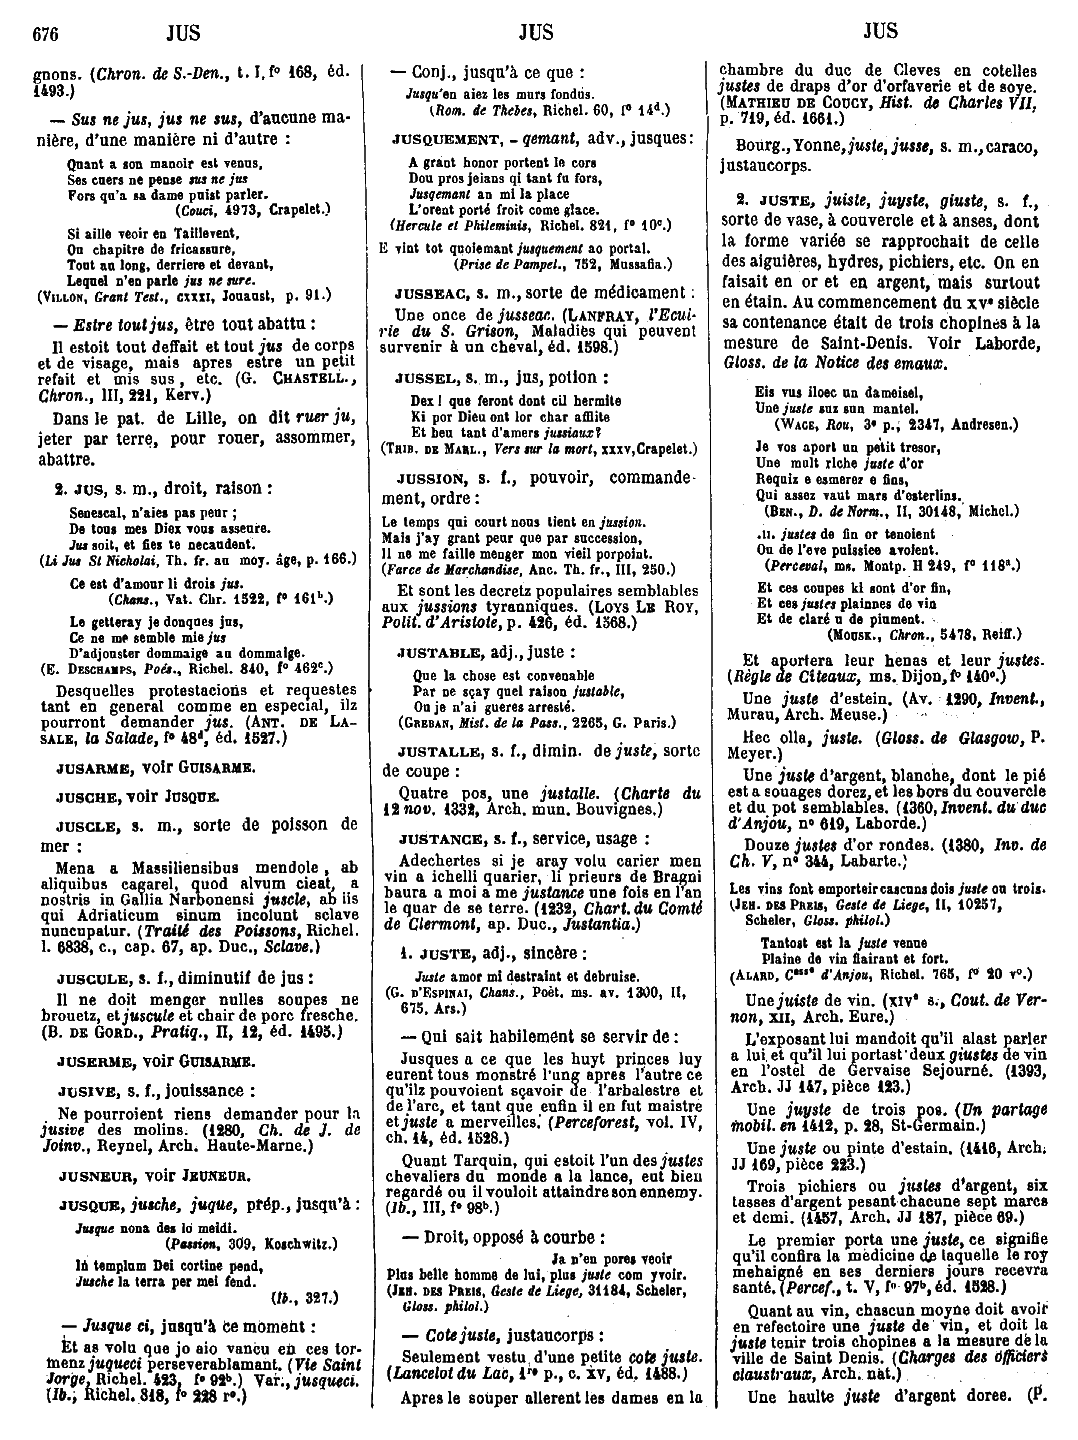 676 JUS JUS JUS
gnons. (Chron. de S.-Den., t. I, fº 168, éd.
1493.)
— Sus ne jus, jus ne sus, d'aucune ma-
nière, d'une manière ni d'autre :
Quant a son manoir est venus,
Ses cuers ne pense sus ne jus
Fors qu'a sa dame puist parler.
(Couci, 4973, Crapelet.)
Si aille veoir en Taillevent,
Ou chapitre de fricassure,
Tout au long, derriere et devant,
Lequel n'en parle jus ne sure.
(VILLON, Grant Test., CXXXI, Jouaust, p. 91.)
— Estre tout jus, être tout abattu :
Il estoit tout deffait et tout jus de corps
et de visage, mais apres estre un petit
refait et mis sus, etc. (G. CHASTELL.,
Chron., III, 221, Kerv.)
Dans le pat. de Lille, on dit ruer ju,
jeter par terre, pour rouer, assommer,
abattre.
2. JUS, s. m., droit, raison :
Senescal, n'aies pas peur ;
De tous mes Diex vous asseure.
Jus soit, et fies te necaudent.
(Li Jus St Nicholai, Th. fr. au moy. âge, p. 166.)
Ce est d'amour li drois jus.
(Chans., Vat. Chr. 1522, fº 161ᵇ.)
Le getteray je donques jus,
Ce ne me semble mie jus
D'adjouster dommaige au dommalge.
(E. DESCHAMPS, Poés., Richel. 840, fº 462ᶜ.)
Desquelles protestacions et requestes
tant en general comme en especial, ilz
pourront demander jus. (ANT. DE LA-
SALE, la Salade, fº 48ᵈ, éd. 1527.)
JUSARME, voir GUISARME.
JUSCHE, voir JUSQUE.
JUSCLE, s. m., sorte de poisson de
mer :
Mena a Massiliensibus mendole, ab
aliquibus cagarel, quod alvum cieat, a
nostris in Gallia Narbonensi juscle, ab iis
qui Adriaticum sinum incolunt sclave
nuncupatur. (Traité des Poissons, Richel.
l. 6838, c., cap. 67, ap. Duc., Sclave.)
JUSCULE, s. f., diminutif de jus :
Il ne doit menger nulles soupes ne
brouetz, et juscule et chair de porc fresche.
(B. DE GORD., Pratiq., II, 12, éd. 1495.)
JUSERME, voir GUISARME.
JUSIVE, s. f., jouissance :
Ne pourroient riens demander pour la
jusive des molins. (1280, Ch. de J. de
Joinv., Reynel, Arch. Haute-Marne.)
JUSNEUR, voir JEUNEUR.
JUSQUE, jusche, juque, prép., jusqu'à :
Jusque nona des lo meidi.
(Passion, 309, Koschwitz.)
In templum Dei cortine pend,
Jusche la terra per mei fend.
(Ib., 327.)
— Jusque ci, jusqu'à ce moment :
Et as volu que jo aio vancu en ces tor-
menz juqueci perseverablamant. (Vie Saint
Jorge, Richel. 423, fº 92ᵇ.) Var., jusqueci.
(Ib., Richel. 818, fº 228 rº.)
— Conj., jusqu'à ce que :
Jusqu'en aiez les murs fondus.
(Rom. de Thebes, Richel. 60, fº 14ᵈ.)
JUSQUEMENT, - qemant, adv., jusques :
A grant honor portent le cors
Dou pros jeians qi tant fu fors,
Jusqemant an mi la place
L'orent porté froit come glace.
(Hercule et Phileminis, Richel. 821, fº 10ᶜ.)
E vint tot quoiemant jusquement ao portal.
(Prise de Pampel., 752, Mussafia.)
JUSSEAC, s. m., sorte de médicament :
Une once de jusseac. (LANFRAY, l'Ecui-
rie du S. Grison, Maladies qui peuvent
survenir à un cheval, éd. 1598.)
JUSSEL, s. m., jus, potion :
Dex ! que feront dont cil hermite
Ki por Dieu ont lor char afflite
Et beu tant d'amers jussiaux ?
(THIB. DE MARL., Vers sur la mort, XXXV, Crapelet.)
JUSSION, s. f., pouvoir, commande-
ment, ordre :
Le temps qui court nous tient en jussion.
Mais j'ay grant peur que par succession,
Il ne me faille menger mon vieil porpoint.
(Farce de Marchandise, Anc. Th. fr., III, 250.)
Et sont les decretz populaires semblables
aux jussions tyranniques. (LOYS LE ROY,
Polit. d'Aristote, p. 426, éd. 1568.)
JUSTABLE, adj., juste :
Que la chose est convenable
Par ne sçay quel raison justable,
Ou je n'ai gueres arresté.
(GREBAN, Mist. de la Pass., 2265, G. Paris.)
JUSTALLE, s. f., dimin. de juste, sorte
de coupe :
Quatre pos, une justalle. (Charte du
12 nov. 1332, Arch. mun. Bouvignes.)
JUSTANCE, s. f., service, usage :
Adechertes si je aray volu carier men
vin a ichelli quarier, li prieurs de Bragni
baura a moi a me justance une fois en l'an
le quar de se terre. (1232, Chart. du Comté
de Clermont, ap. Duc., Justantia.)
1. JUSTE, adj., sincère :
Juste amor mi destraint et debruise.
(G. D'ESPINAI, Chans., Poët. ms. av. 1300, II,
675, Ars.)
— Qui sait habilement se servir de :
Jusques a ce que les huyt princes luy
eurent tous monstré l'ung apres l'autre ce
qu'ilz pouvoient sçavoir de l'arbalestre et
de l'arc, et tant que enfin il en fut maistre
et juste a merveilles. (Perceforest, vol. IV,
ch. 14, éd. 1528.)
Quant Tarquin, qui estoit l'un des justes
chevaliers du monde a la lance, eut bien
regardé ou il vouloit attaindre son ennemy.
(Ib., III, fº 98ᵇ.)
— Droit, opposé à courbe :
Ja n'en pores veoir
Plus belle homme de lui, plus juste com yvoir.
(JEH. DES PREIS, Geste de Liege, 31184, Scheler,
Gloss. philol.)
— Cote juste, justaucorps :
Seulement vestu d'une petite cote juste.
(Lancelot du Lac, 1ʳᵉ p., c. XV, éd. 1488.)
Apres le souper allerent les dames en la
chambre du duc de Cleves en cotelles
justes de draps d'or d'orfaverie et de soye.
(MATHIEU DE COUCY, Hist. de Charles VII,
p. 719, éd. 1661.)
Bourg., Yonne, juste, jusse, s. m., caraco,
justaucorps.
2. JUSTE, juiste, juyste, giuste, s. f.,
sorte de vase, à couvercle et à anses, dont
la forme variée se rapprochait de celle
des aiguières, hydres, pichiers, etc. On en
faisait en or et en argent, mais surtout
en étain. Au commencement du XVᵉ siècle
sa contenance était de trois chopines à la
mesure de Saint-Denis. Voir Laborde,
Gloss. de la Notice des emaux.
Eis vus iloec un dameisel,
Une juste suz sun mantel.
(WACE, Rou, 3ᵉ p., 2347, Andresen.)
Je vos aport un petit tresor,
Une mult riche juste d'or
Requiz e esmerez e fins,
Qui assez vaut mars d'esterlins.
(BEN., D. de Norm., II, 30148, Michel.)
.II. justes de fin or tenoient
Ou de l'eve puissiee avoient.
(Perceval, ms. Montp. H 249, fº 118ᵈ.)
Et ces coupes ki sont d'or fin,
Et ces justes plainnes de vin
Et de claré u de piument.
(MOUSK., Chron., 5478, Reiff.)
Et aportera leur henas et leur justes.
(Règle de Citeaux, ms. Dijon, fº 140ᵒ.)
Une juste d'estein. (Av. 1290, Invent.,
Murau, Arch. Meuse.)
Hec olla, juste. (Gloss. de Glasgow, P.
Meyer.)
Une juste d'argent, blanche, dont le pié
est a souages dorez, et les bors du couvercle
et du pot semblables. (1360, Invent. du duc
d'Anjou, nº 619, Laborde.)
Douze justes d'or rondes. (1380, Inv. de
Ch. V, nº 344, Labarte.)
Les vins font emporteir cascuns dois juste ou trois.
(JEH. DES PREIS, Geste de Liege, II, 10257,
Scheler, Gloss. philol.)
Tantost est la juste venue
Plaine de vin flairant et fort.
(ALARD, Cᵉˢˢᵉ d'Anjou, Richel. 765, fº 20 vº.)
Une juiste de vin. (XIVᵉ s., Cout. de Ver-
non, XII, Arch. Eure.)
L'exposant lui mandoit qu'il alast parler
a lui et qu'il lui portast deux giustes de vin
en l'ostel de Gervaise Sejourné. (1393,
Arch. JJ 147, pièce 123.)
Une juyste de trois pos. (Un partage
mobil. en 1412, p. 28, St-Germain.)
Une juste ou pinte d'estain. (1416, Arch.
JJ 169, pièce 223.)
Trois pichiers ou justes d'argent, six
tasses d'argent pesant chacune sept marcs
et demi. (1457, Arch. JJ 187, pièce 69.)
Le premier porta une juste, ce signifie
qu'il confira la medicine de laquelle le roy
mehaigné en ses derniers jours recevra
santé. (Percef., t. V, fº 97ᵇ, éd. 1528.)
Quant au vin, chascun moyne doit avoir
en refectoire une juste de vin, et doit la
juste tenir trois chopines a la mesure de la
ville de Saint Denis. (Charges des officiers
claustraux, Arch. nat.)
Une haulte juste d'argent doree. (P.